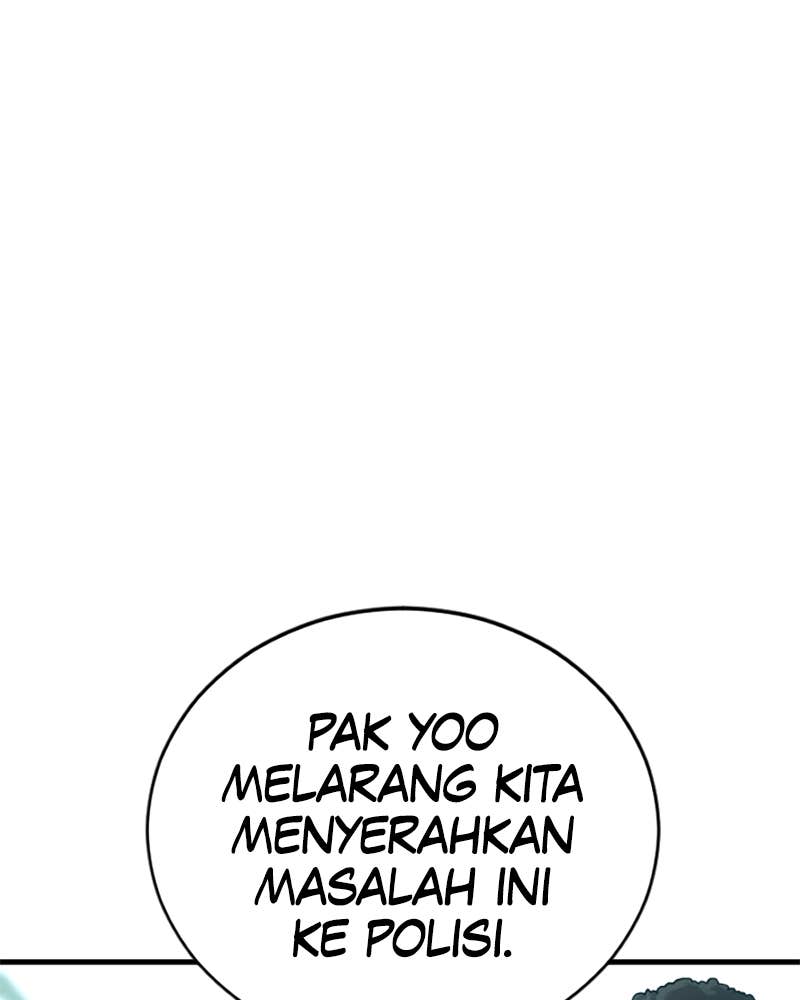 PAK YOO
MELARANG KITA
MENYERAHKAN
MASALAH INI
KE POLISI.